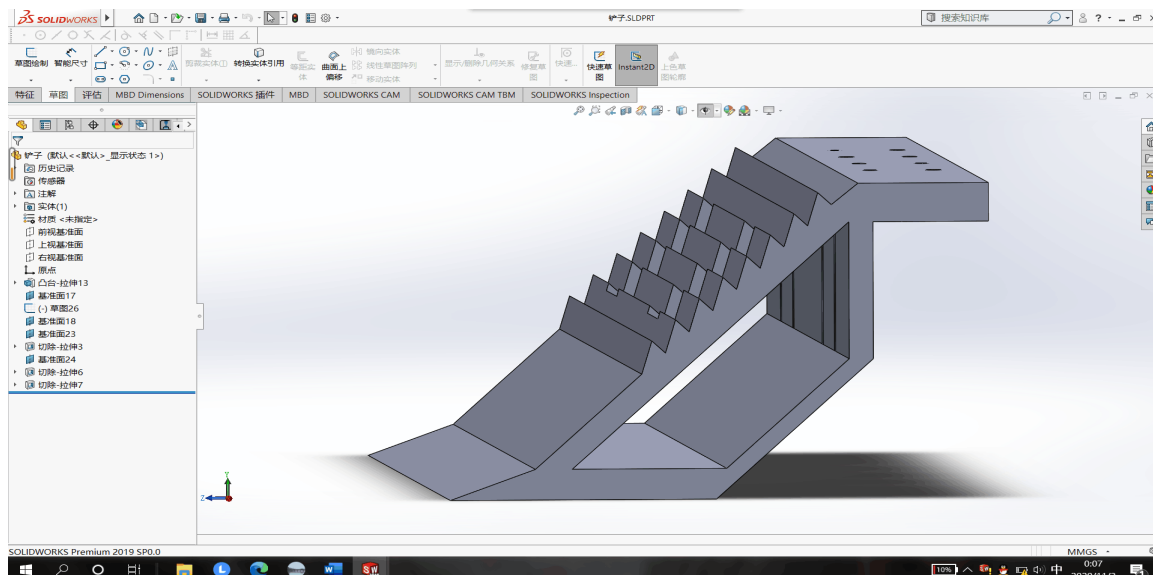 SOLIDWORKS
铲子.SLDPRT
搜索知识库
草图绘制 智能尺寸
剪裁实体(I) 转换实体引用
曲面上
偏移
镜向实体
线性草图阵列
移动实体
显示/删除几何关系
修复草
图
快速...
快速草
图
Instant2D
上色草
图轮廓
特征 草图 评估 MBD Dimensions SOLIDWORKS 插件 MBD SOLIDWORKS CAM SOLIDWORKS CAM TBM SOLIDWORKS Inspection
铲子 (默认<<默认>_显示状态 1>)
历史记录
传感器
注解
实体(1)
材质 <未指定>
前视基准面
上视基准面
右视基准面
原点
凸台-拉伸13
基准面17
(-) 草图26
基准面18
基准面23
切除-拉伸3
基准面24
切除-拉伸6
切除-拉伸7
Y
Z
SOLIDWORKS Premium 2019 SP0.0
MMGS
10%
中
0:07